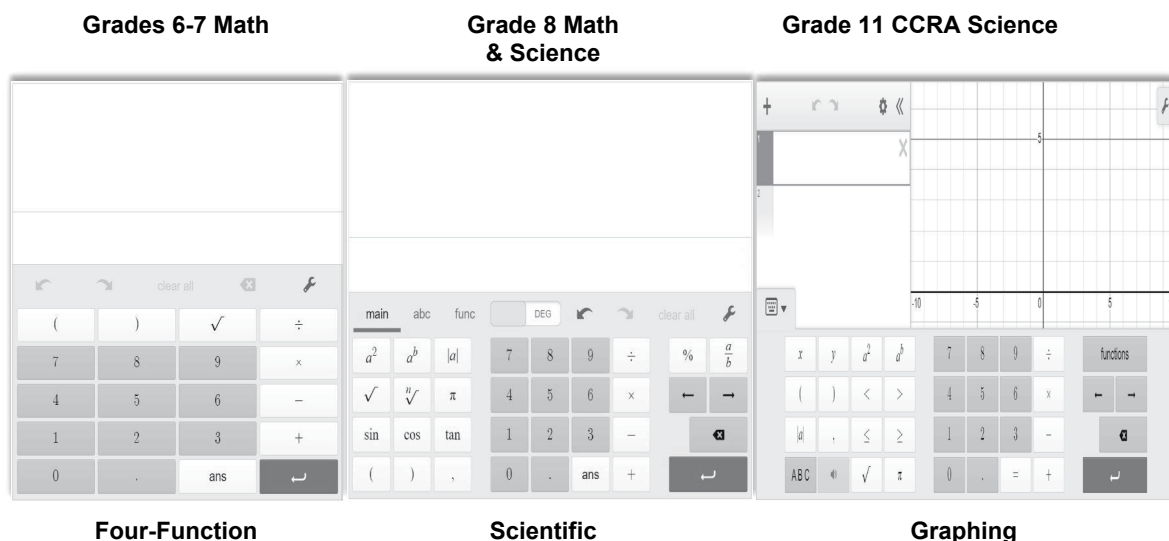 Grades 6-7 Math
Grade 8 Math
& Science
Grade 11 CCRA Science
clear all
( ) √ ÷
7 8 9 ×
4 5 6 −
1 2 3 +
0 . ans
main abc func DEG clear all
a² aᵇ |a| 7 8 9 ÷ % a/b
√ ⁿ√ π 4 5 6 × ← →
sin cos tan 1 2 3 −
( ) , 0 . ans +
1
2
5
-10 -5 0 5
x y a² aᵇ 7 8 9 ÷ functions
( ) < > 4 5 6 × ← →
|a| , ≤ ≥ 1 2 3 −
A B C √ π 0 . = +
Four-Function
Scientific
Graphing